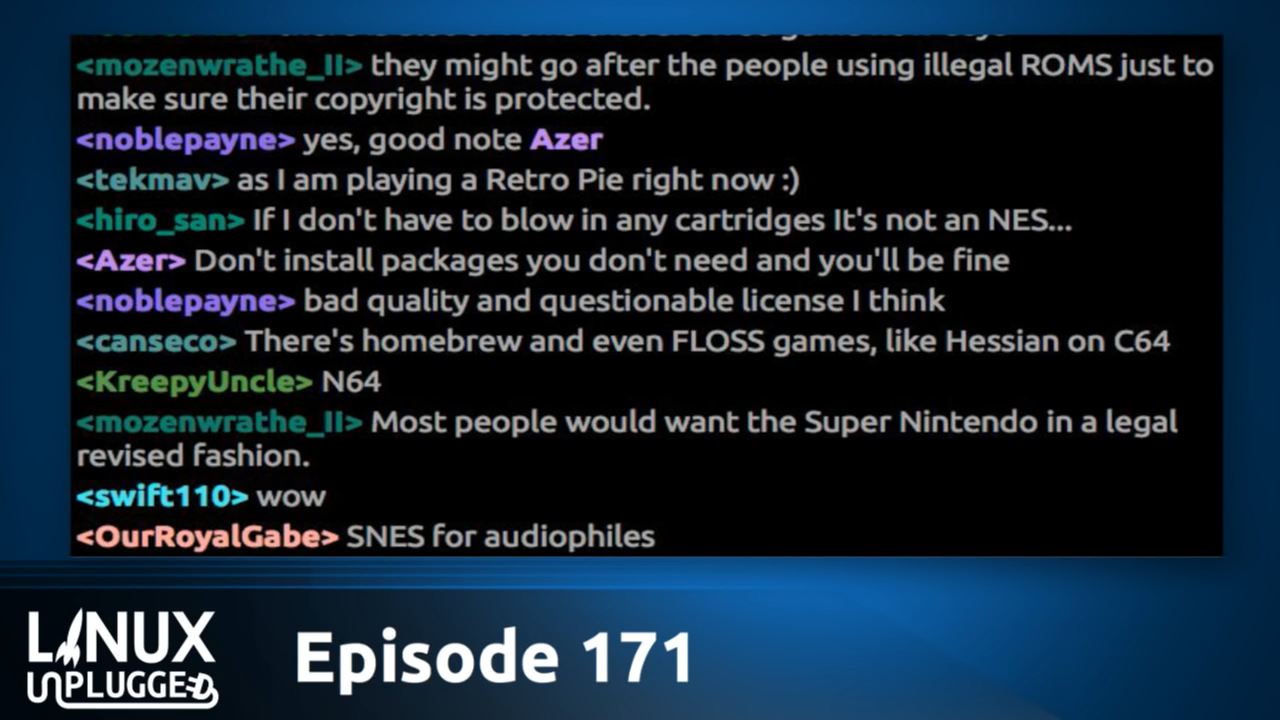 <mozenwrathe_II> they might go after the people using illegal ROMS just to
make sure their copyright is protected.
<noblepayne> yes, good note Azer
<tekmav> as I am playing a Retro Pie right now :)
<hiro_san> If I don't have to blow in any cartridges It's not an NES...
<Azer> Don't install packages you don't need and you'll be fine
<noblepayne> bad quality and questionable license I think
<canseco> There's homebrew and even FLOSS games, like Hessian on C64
<KreepyUncle> N64
<mozenwrathe_II> Most people would want the Super Nintendo in a legal
revised fashion.
<swift110> wow
<OurRoyalGabe> SNES for audiophiles
LINUX
UNPLUGGED
Episode 171